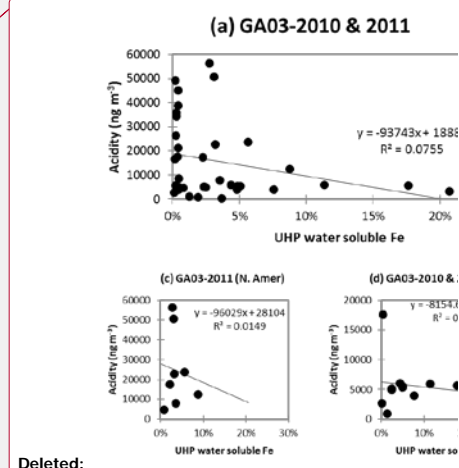 (a) GA03-2010 & 2011
60000
50000
40000
30000
20000
10000
0
Acidity (ng m-3)
y = -93743x + 1888
R² = 0.0755
0% 5% 10% 15% 20%
UHP water soluble Fe
(c) GA03-2011 (N. Amer)
60000
50000
40000
30000
20000
10000
0
Acidity (ng m-3)
y = -96029x + 28104
R² = 0.0149
0% 10% 20% 30%
UHP water soluble Fe
(d) GA03-2010 & 2
20000
15000
10000
5000
0
Acidity (ng m-3)
y = -8154.6
R² = 0.
0% 10%
UHP water so
Deleted: